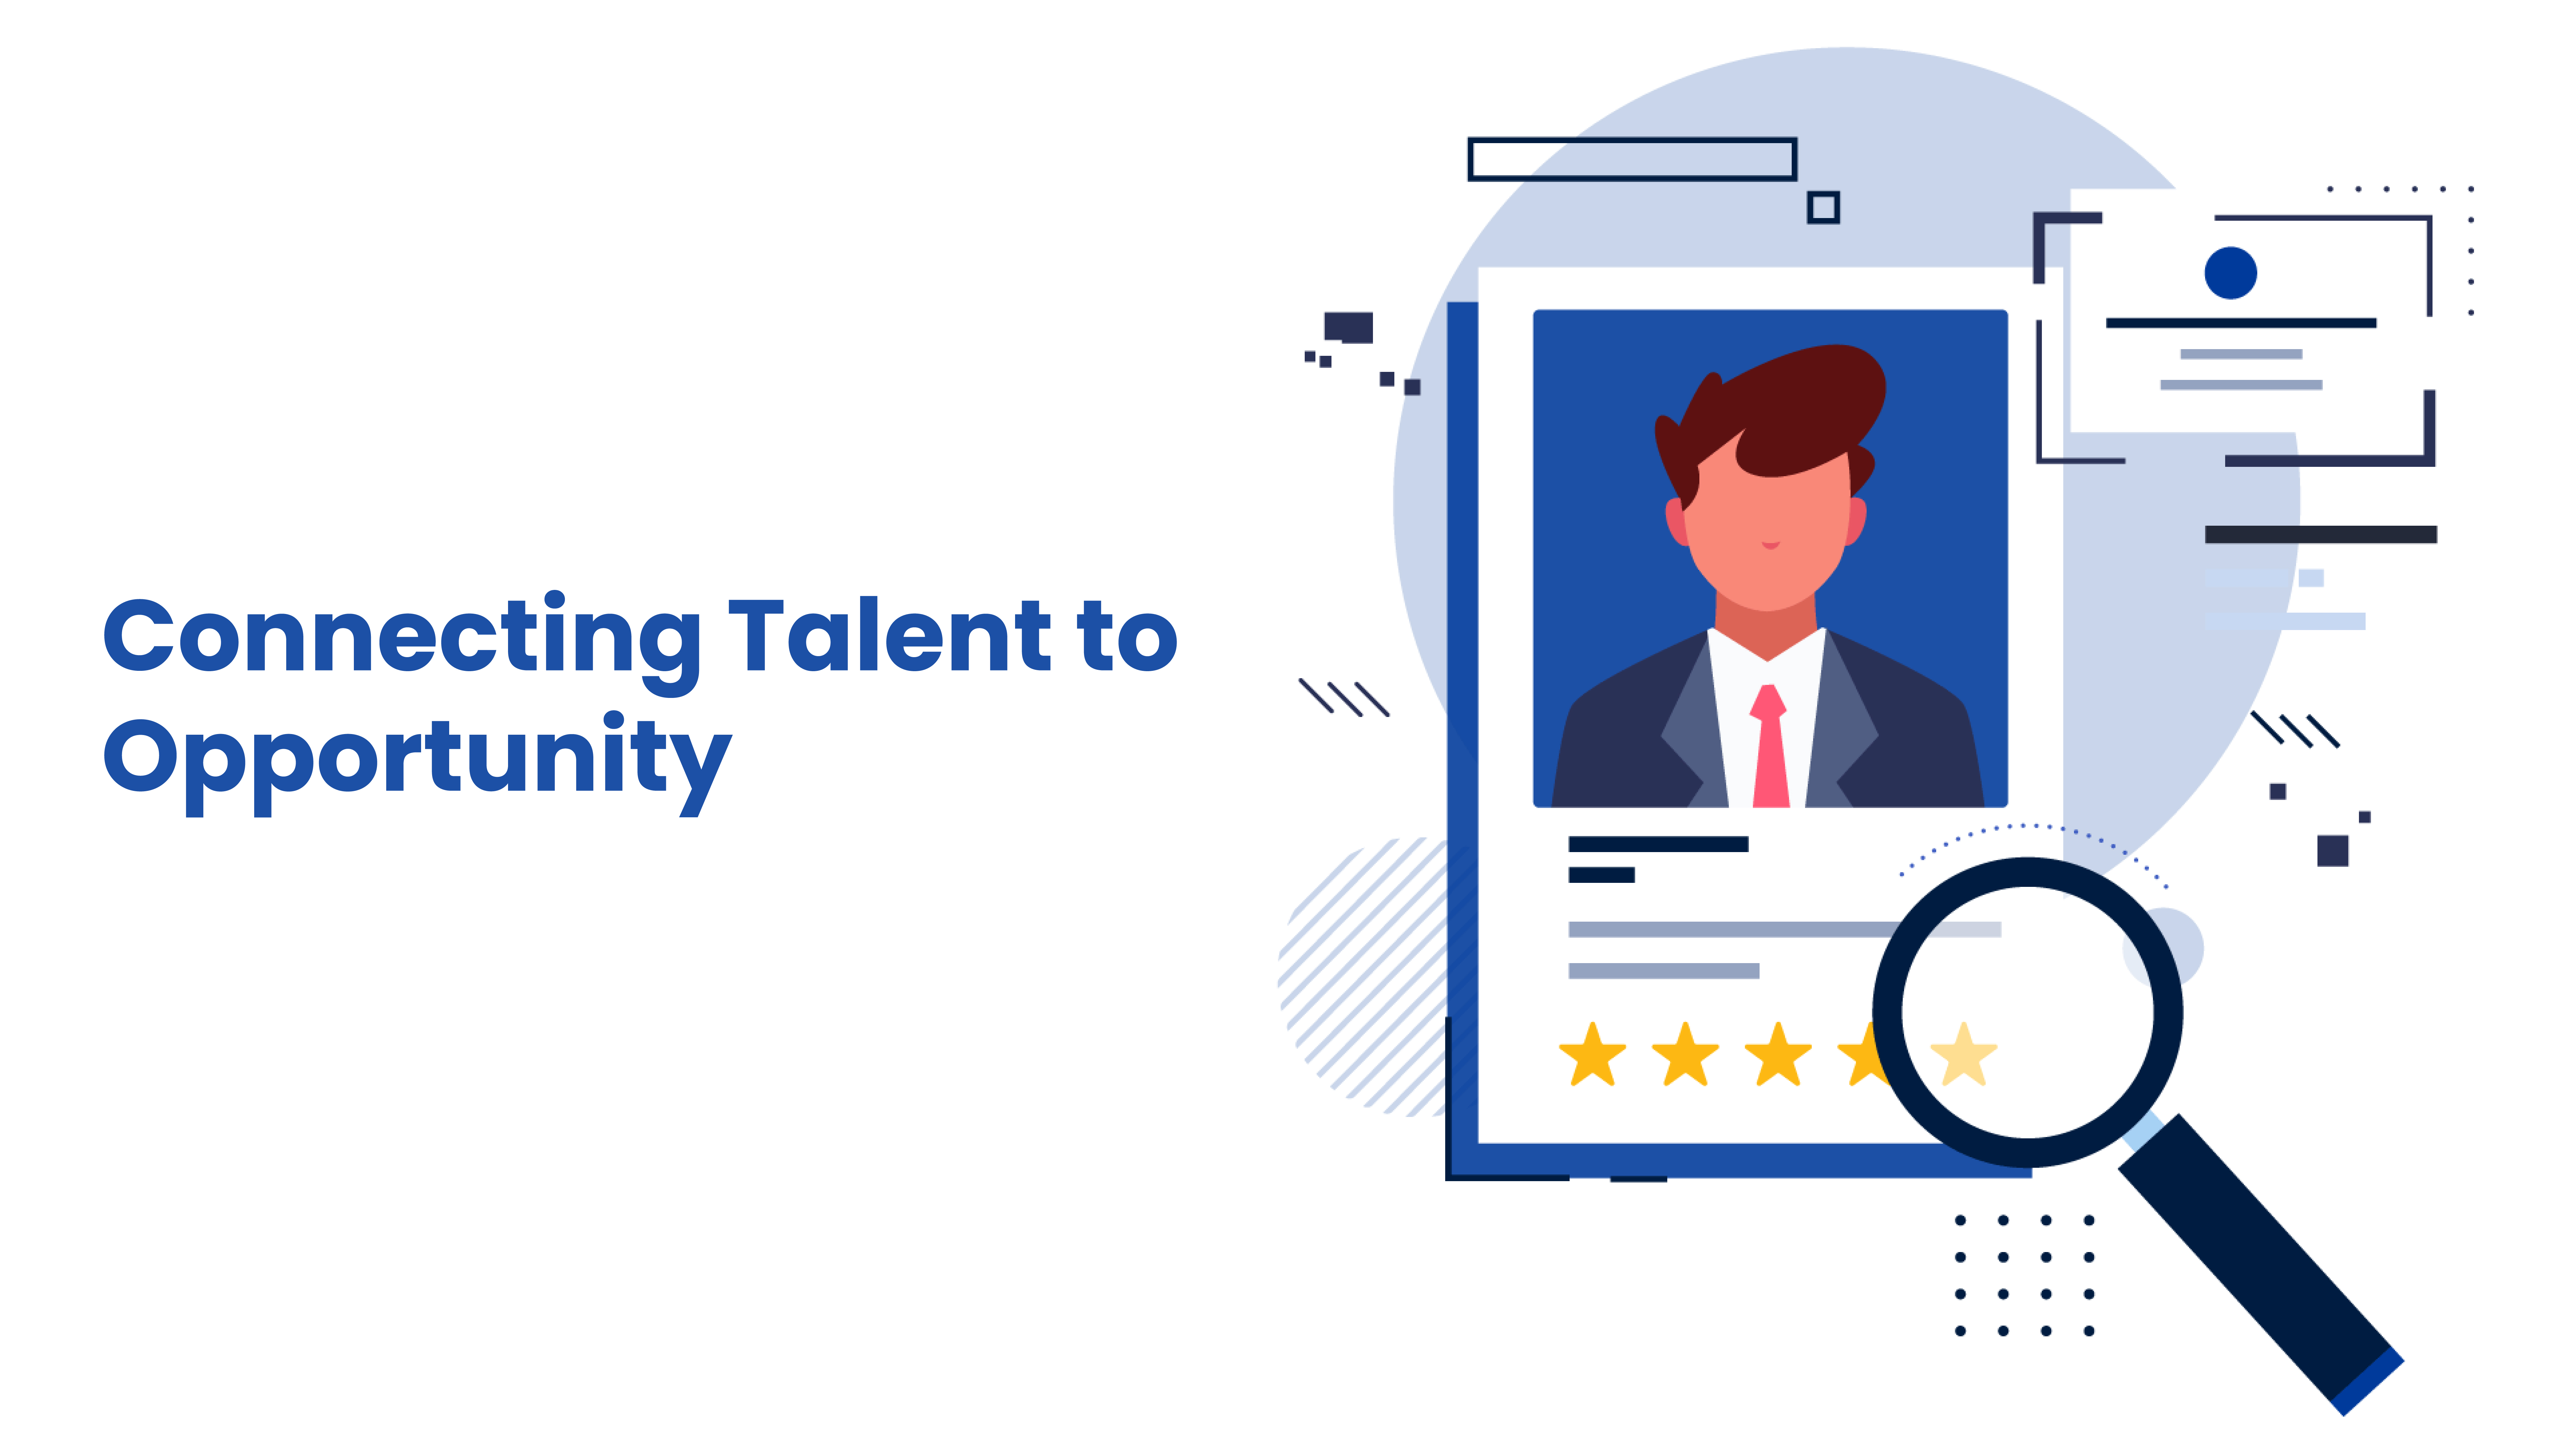 Connecting Talent to
Opportunity